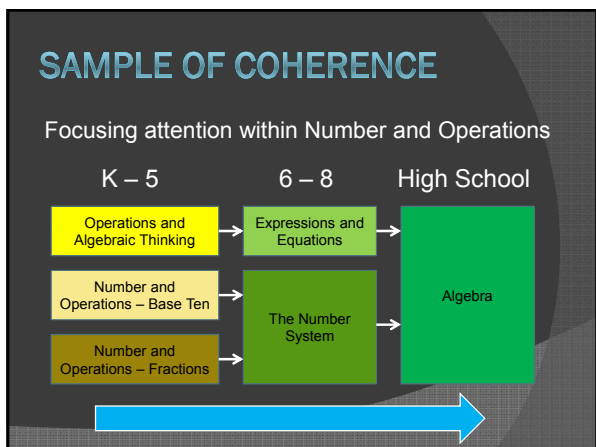 SAMPLE OF COHERENCE
Focusing attention within Number and Operations
K – 5
6 – 8
High School
Operations and
Algebraic Thinking
Expressions and
Equations
Number and
Operations – Base Ten
The Number
System
Algebra
Number and
Operations – Fractions